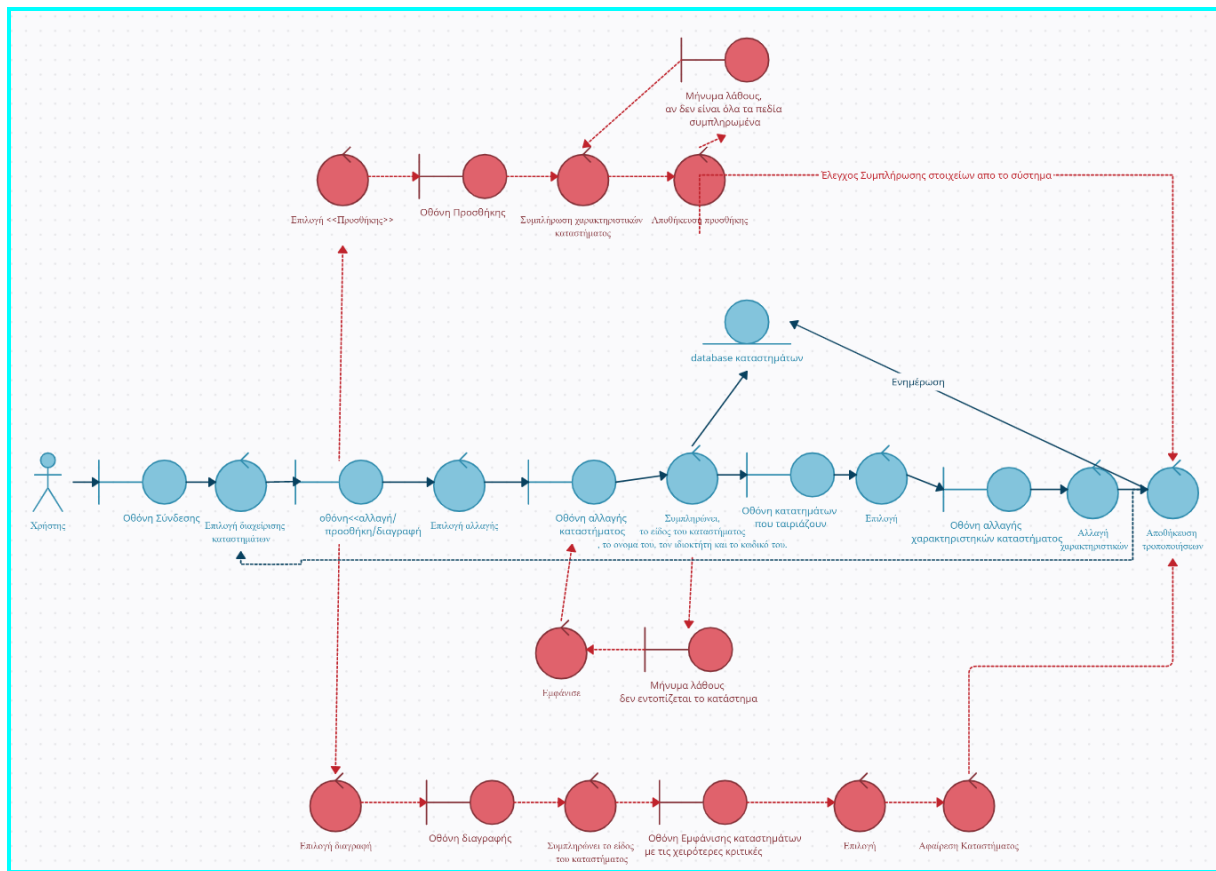 Μήνυμα λάθους,
αν δεν είναι όλα τα πεδία
συμπληρωμένα
Έλεγχος Συμπλήρωσης στοιχείων απο το σύστημα
Επιλογή <<Προσθήκης>>
Οθόνη Προσθήκης
Συμπλήρωση χαρακτηριστικών
καταστήματος
Αποθήκευση προσθήκης
database καταστημάτων
Ενημέρωση
Χρήστης
Οθόνη Σύνδεσης
Επιλογή διαχείρισης
καταστημάτων
οθόνη<<αλλαγή/
προσθήκη/διαγραφή
Επιλογή αλλαγής
Οθόνη αλλαγής
καταστήματος
Συμπληρώνει,
το είδος του καταστήματος
, το ονομα του, τον ιδιοκτήτη και το κωδικό του.
Οθόνη κατατημάτων
που ταιριάζουν
Επιλογή
Οθόνη αλλαγής
χαρακτηριστικών καταστήματος
Αλλαγή
χαρακτηριστικών
Αποθήκευση
τροποποιήσεων
Εμφάνισε
Μήνυμα λάθους
δεν εντοπίζεται το κατάστημα
Επιλογή διαγραφή
Οθόνη διαγραφής
Συμπληρώνει το είδος
του καταστήματος
Οθόνη Εμφάνισης καταστημάτων
με τις χειρότερες κριτικές
Επιλογή
Αφαίρεση Καταστήματος